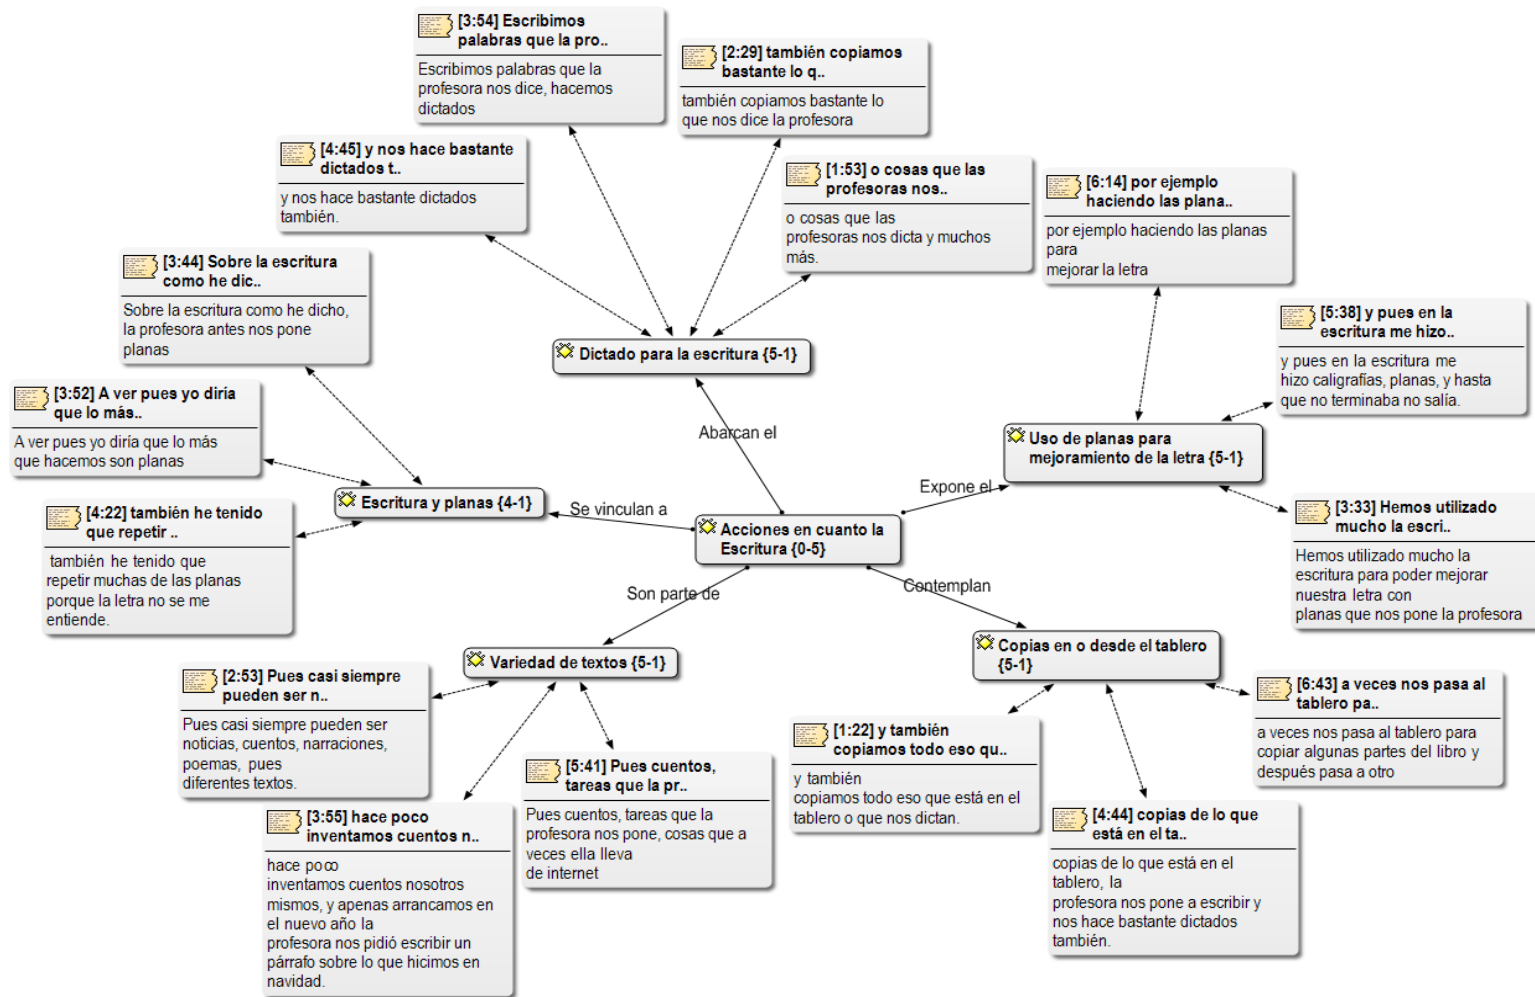 [3:54] Escribimos
palabras que la pro..
Escribimos palabras que la
profesora nos dice, hacemos
dictados
[2:29] también copiamos
bastante lo q..
también copiamos bastante lo
que nos dice la profesora
[4:45] y nos hace bastante
dictados t..
y nos hace bastante dictados
también.
[1:53] o cosas que las
profesoras nos..
o cosas que las
profesoras nos dicta y muchos
más.
[6:14] por ejemplo
haciendo las plana..
por ejemplo haciendo las planas
para
mejorar la letra
[3:44] Sobre la escritura
como he dic..
Sobre la escritura como he dicho,
la profesora antes nos pone
planas
[5:38] y pues en la
escritura me hizo..
y pues en la escritura me
hizo caligrafías, planas, y hasta
que no terminaba no salía.
Dictado para la escritura {5-1}
[3:52] A ver pues yo diría
que lo más..
A ver pues yo diría que lo más
que hacemos son planas
Abarcan el
Uso de planas para
mejoramiento de la letra {5-1}
Expone el
Escritura y planas {4-1}
Se vinculan a
[4:22] también he tenido
que repetir ..
también he tenido que
repetir muchas de las planas
porque la letra no se me
entiende.
Acciones en cuanto la
Escritura {0-5}
[3:33] Hemos utilizado
mucho la escri..
Hemos utilizado mucho la
escritura para poder mejorar
nuestra letra con
planas que nos pone la profesora
Son parte de
Contemplan
Variedad de textos {5-1}
Copias en o desde el tablero
{5-1}
[2:53] Pues casi siempre
pueden ser n..
Pues casi siempre pueden ser
noticias, cuentos, narraciones,
poemas, pues
diferentes textos.
[6:43] a veces nos pasa al
tablero pa..
a veces nos pasa al tablero para
copiar algunas partes del libro y
después pasa a otro
[1:22] y también
copiamos todo eso qu..
y también
copiamos todo eso que está en el
tablero o que nos dictan.
[5:41] Pues cuentos,
tareas que la pr..
Pues cuentos, tareas que la
profesora nos pone, cosas que a
veces ella lleva
de internet
[3:55] hace poco
inventamos cuentos n..
hace poco
inventamos cuentos nosotros
mismos, y apenas arrancamos en
el nuevo año la
profesora nos pidió escribir un
párrafo sobre lo que hicimos en
navidad.
[4:44] copias de lo que
está en el ta..
copias de lo que está en el
tablero, la
profesora nos pone a escribir y
nos hace bastante dictados
también.